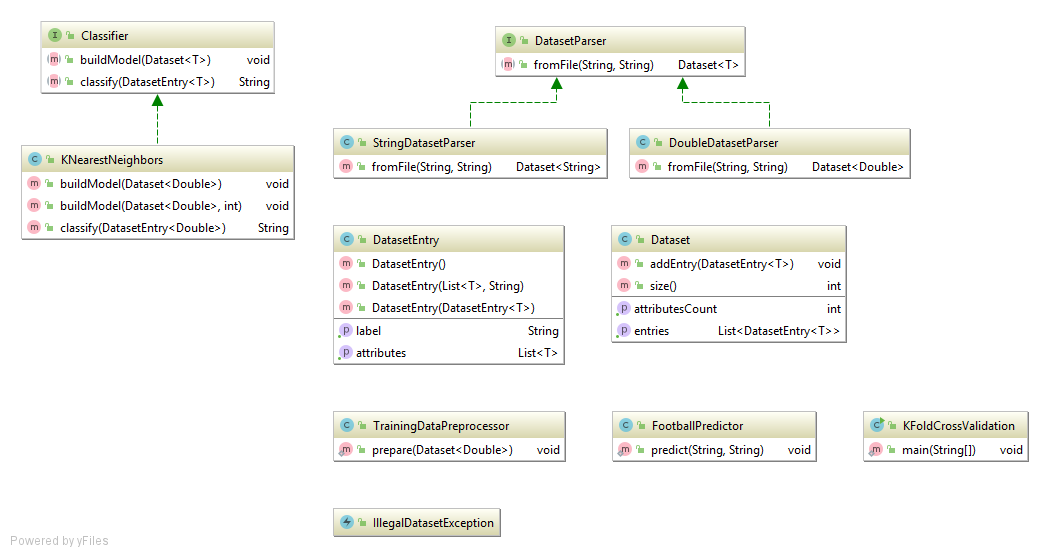 Classifier
buildModel(Dataset<T>) void
classify(DatasetEntry<T>) String
DatasetParser
fromFile(String, String) Dataset<T>
KNearestNeighbors
buildModel(Dataset<Double>) void
buildModel(Dataset<Double>, int) void
classify(DatasetEntry<Double>) String
StringDatasetParser
fromFile(String, String) Dataset<String>
DoubleDatasetParser
fromFile(String, String) Dataset<Double>
DatasetEntry
DatasetEntry()
DatasetEntry(List<T>, String)
DatasetEntry(DatasetEntry<T>)
label String
attributes List<T>
Dataset
addEntry(DatasetEntry<T>) void
size() int
attributesCount int
entries List<DatasetEntry<T>>
TrainingDataPreprocessor
prepare(Dataset<Double>) void
FootballPredictor
predict(String, String) void
KFoldCrossValidation
main(String[]) void
IllegalDatasetException
Powered by yFiles